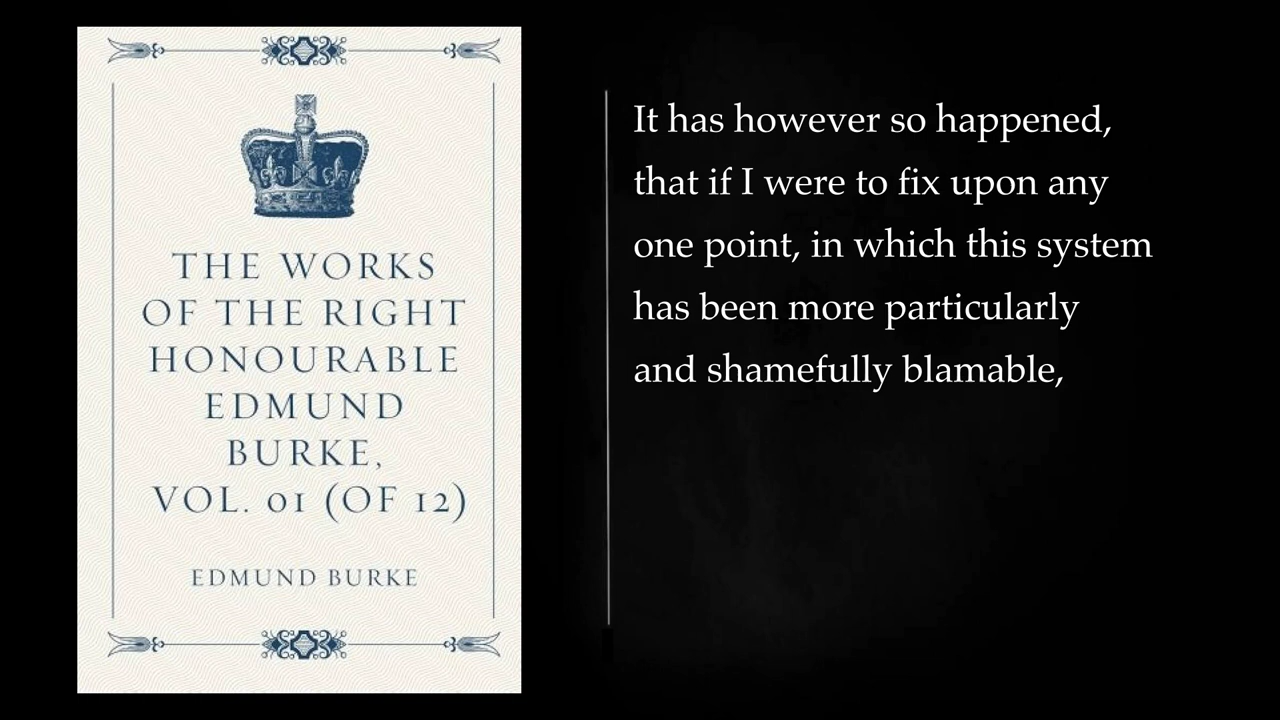 THE WORKS
OF THE RIGHT
HONOURABLE
EDMUND
BURKE,
VOL. 01 (OF 12)
EDMUND BURKE
It has however so happened,
that if I were to fix upon any
one point, in which this system
has been more particularly
and shamefully blamable,